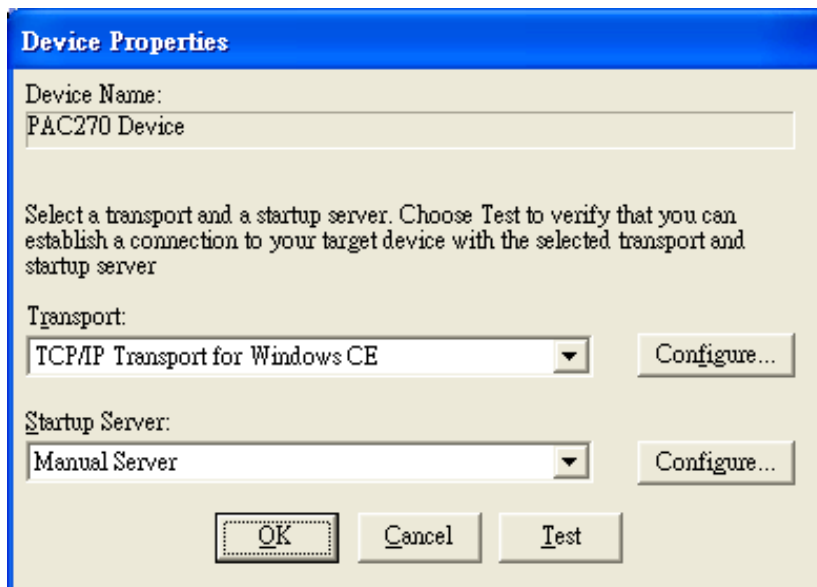 Device Properties
Device Name:
PAC270 Device
Select a transport and a startup server. Choose Test to verify that you can
establish a connection to your target device with the selected transport and
startup server
Transport:
TCP/IP Transport for Windows CE
Configure...
Startup Server:
Manual Server
Configure...
OK Cancel Test